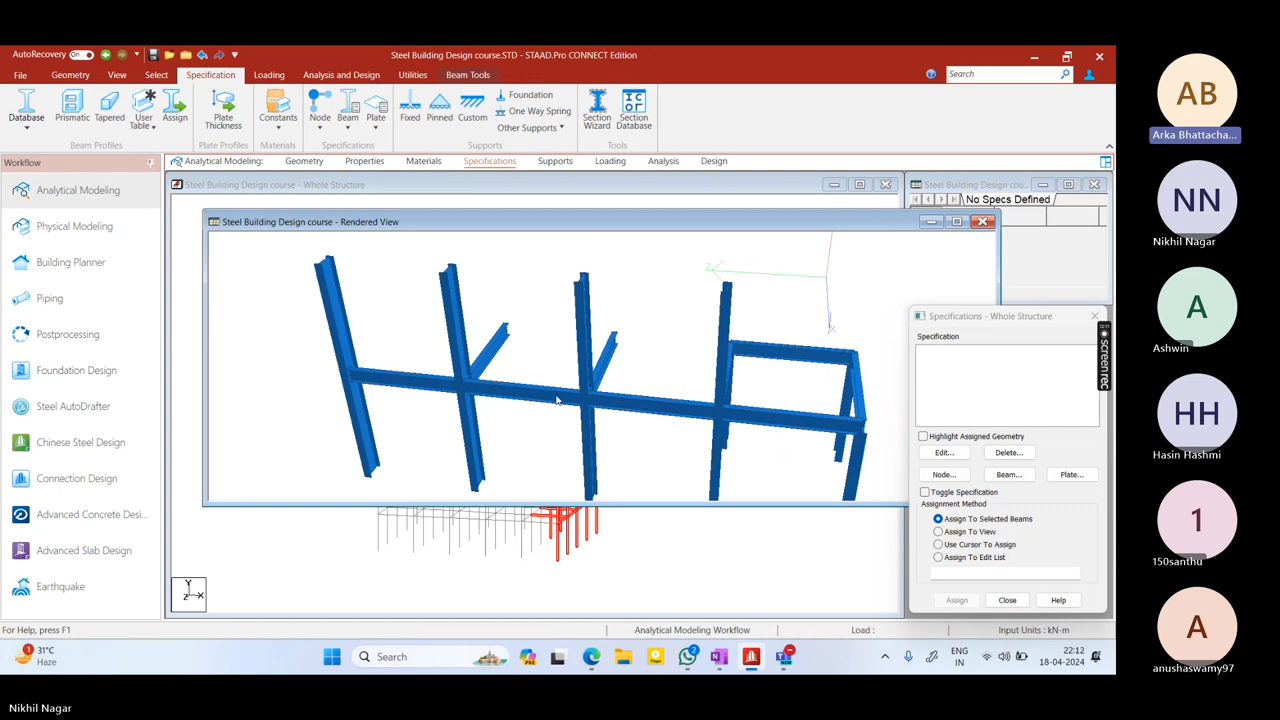 AutoRecovery On
Steel Building Design course.STD - STAAD.Pro CONNECT Edition
File Geometry View Select Specification Loading Analysis and Design Utilities Beam Tools
Search
Database Prismatic Tapered User Table Assign
Plate Thickness
Constants
Node Beam Plate
Fixed Pinned Custom
Foundation
One Way Spring
Other Supports
Section Wizard
Section Database
Beam Profiles Plate Profiles Materials Specifications Supports Tools
Workflow
Analytical Modeling: Geometry Properties Materials Specifications Supports Loading Analysis Design
Analytical Modeling
Physical Modeling
Building Planner
Piping
Postprocessing
Foundation Design
Steel AutoDrafter
Chinese Steel Design
Connection Design
Advanced Concrete Desi...
Advanced Slab Design
Earthquake
Steel Building Design course - Whole Structure
Steel Building Design cou...
No Specs Defined
Steel Building Design course - Rendered View
Z
X
Specifications - Whole Structure
Specification
screen rec
Highlight Assigned Geometry
Edit... Delete...
Node... Beam... Plate...
Toggle Specification
Assignment Method
Assign To Selected Beams
Assign To View
Use Cursor To Assign
Assign To Edit List
Assign Close Help
Y
Z X
For Help, press F1
Analytical Modeling Workflow
Load :
Input Units : kN-m
31°C
Haze
Search
ENG
IN
22:12
18-04-2024
Nikhil Nagar
AB
Arka Bhattacha...
NN
Nikhil Nagar
A
Ashwin
HH
Hasin Hashmi
1
150santhu
A
anushaswamy97